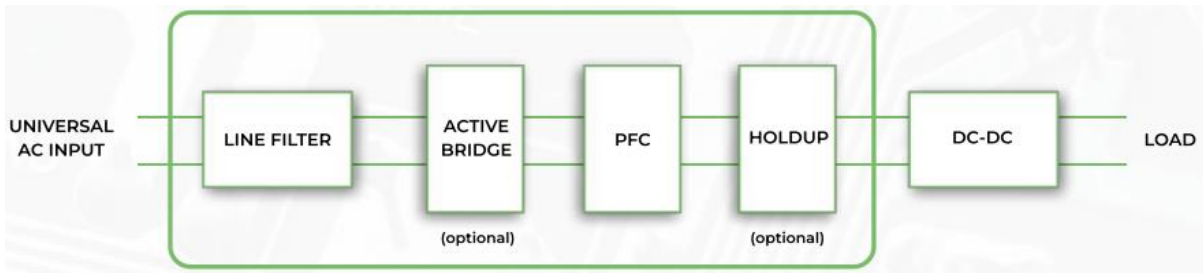 UNIVERSAL
AC INPUT
LINE FILTER
ACTIVE
BRIDGE
(optional)
PFC
HOLDUP
(optional)
DC-DC
LOAD